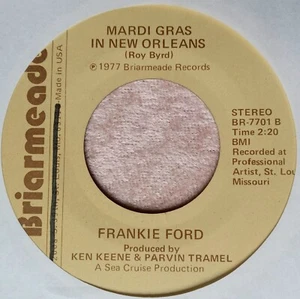 MARDI GRAS
IN NEW ORLEANS
(Roy Byrd)
℗ 1977 Briarmeade Records
Briarmeade
Made in USA
STEREO
BR-7701 B
Time 2:20
BMI
Recorded at
Professional
Artist, St. Lou
Missouri
FRANKIE FORD
Produced by
KEN KEENE & PARVIN TRAMEL
A Sea Cruise Production